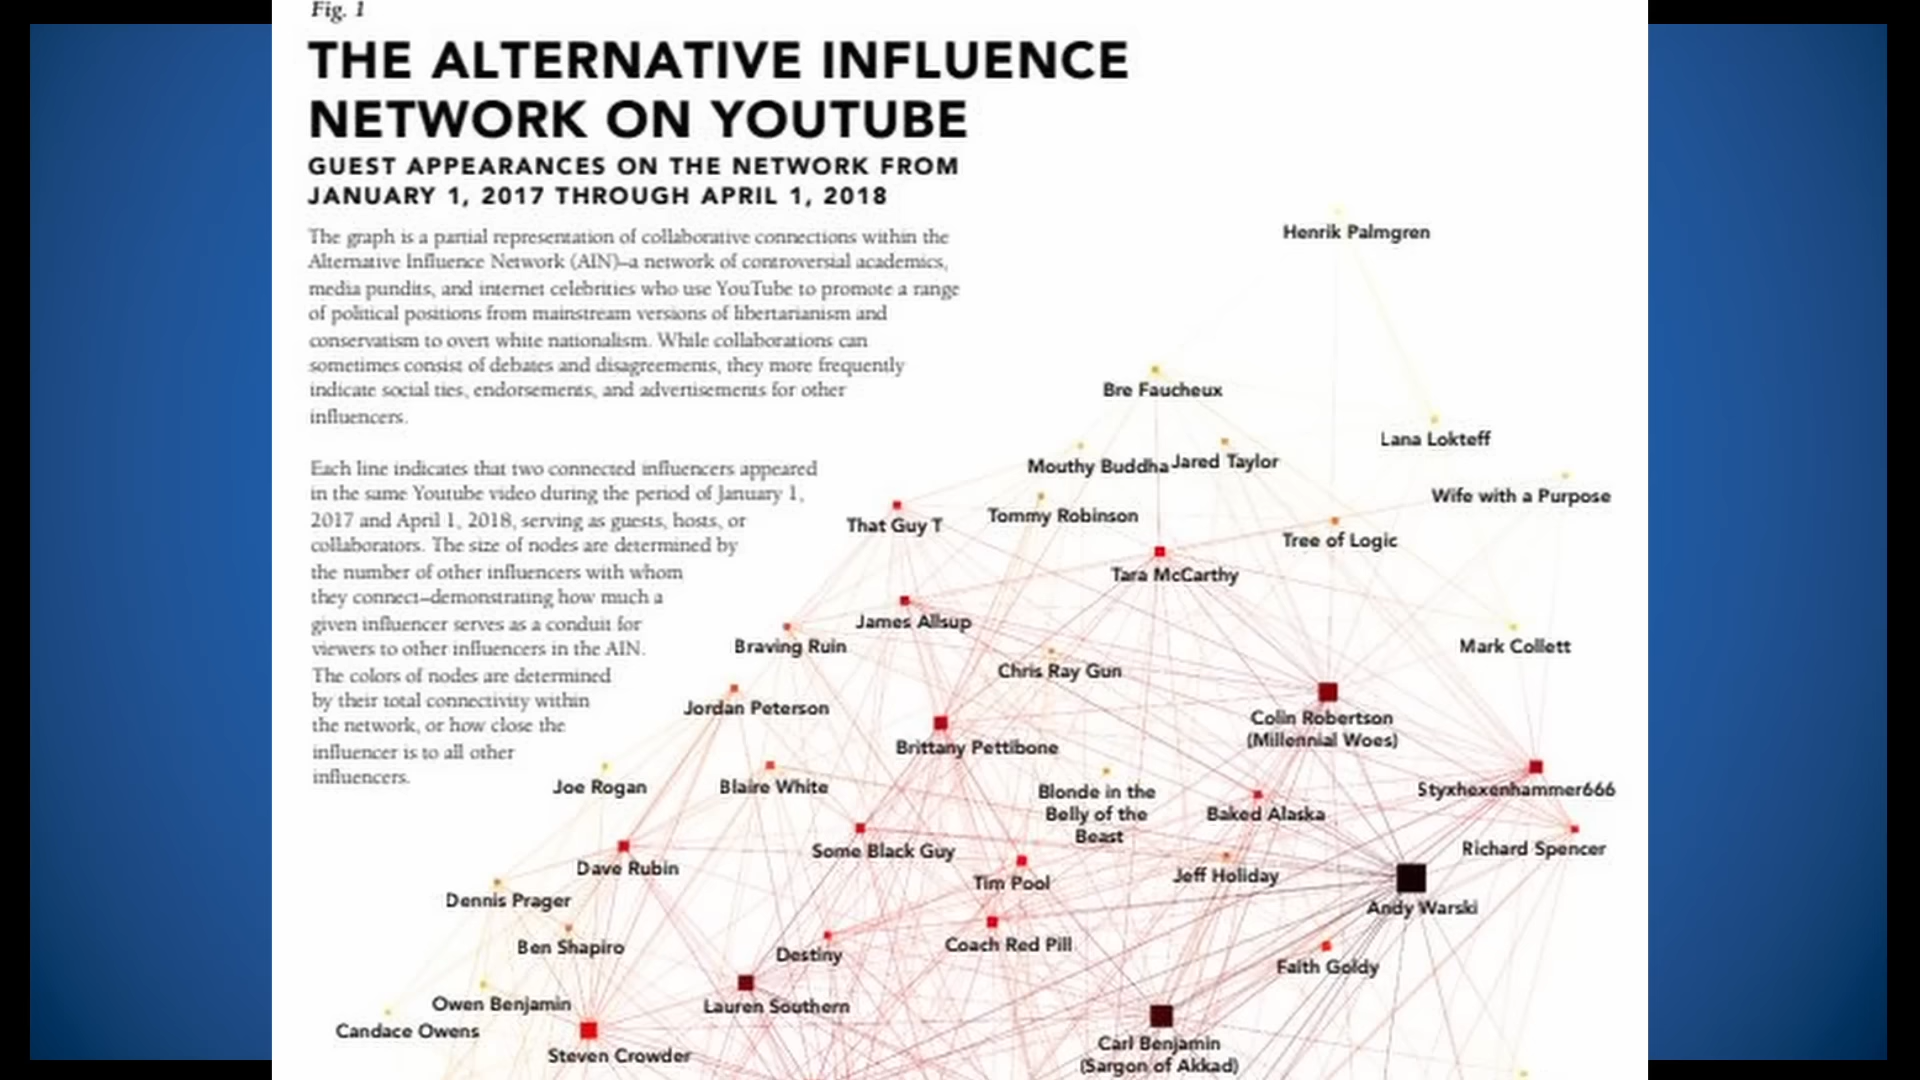 Fig. 1
THE ALTERNATIVE INFLUENCE
NETWORK ON YOUTUBE
GUEST APPEARANCES ON THE NETWORK FROM
JANUARY 1, 2017 THROUGH APRIL 1, 2018
The graph is a partial representation of collaborative connections within the
Alternative Influence Network (AIN)–a network of controversial academics,
media pundits, and internet celebrities who use YouTube to promote a range
of political positions from mainstream versions of libertarianism and
conservatism to overt white nationalism. While collaborations can
sometimes consist of debates and disagreements, they more frequently
indicate social ties, endorsements, and advertisements for other
influencers.
Each line indicates that two connected influencers appeared
in the same Youtube video during the period of January 1,
2017 and April 1, 2018, serving as guests, hosts, or
collaborators. The size of nodes are determined by
the number of other influencers with whom
they connect–demonstrating how much a
given influencer serves as a conduit for
viewers to other influencers in the AIN.
The colors of nodes are determined
by their total connectivity within
the network, or how close the
influencer is to all other
influencers.
Henrik Palmgren
Bre Faucheux
Lana Lokteff
Mouthy Buddha
Jared Taylor
Wife with a Purpose
That Guy T
Tommy Robinson
Tree of Logic
Tara McCarthy
James Allsup
Braving Ruin
Mark Collett
Chris Ray Gun
Jordan Peterson
Colin Robertson
(Millennial Woes)
Brittany Pettibone
Joe Rogan
Blaire White
Blonde in the
Belly of the
Beast
Baked Alaska
Styxhexenhammer666
Some Black Guy
Richard Spencer
Dave Rubin
Tim Pool
Jeff Holiday
Dennis Prager
Andy Warski
Ben Shapiro
Destiny
Coach Red Pill
Faith Goldy
Owen Benjamin
Lauren Southern
Candace Owens
Steven Crowder
Carl Benjamin
(Sargon of Akkad)